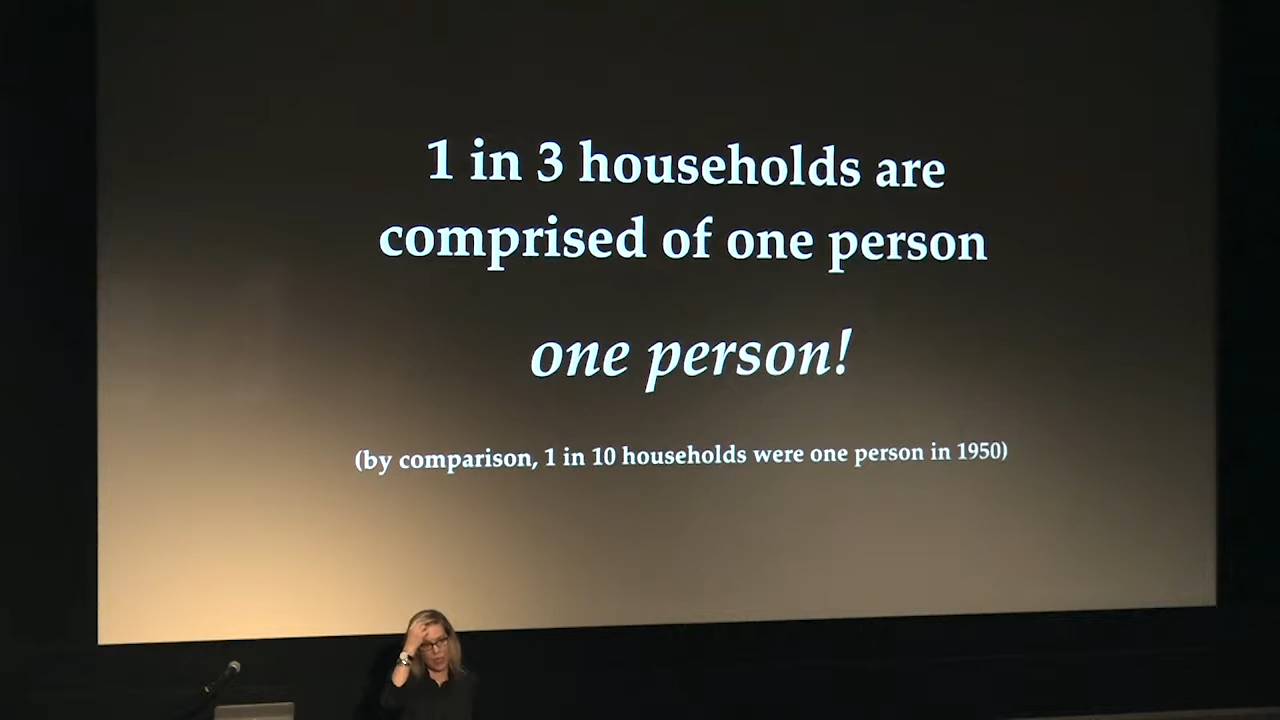 1 in 3 households are
comprised of one person
one person!
(by comparison, 1 in 10 households were one person in 1950)